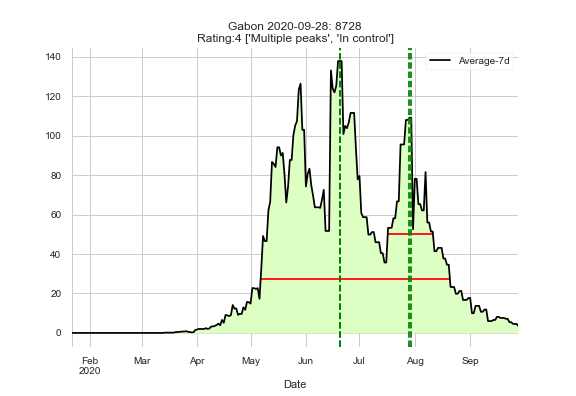 Gabon 2020-09-28: 8728
Rating:4 ['Multiple peaks', 'In control']
Average-7d
140
120
100
80
60
40
20
0
Feb Mar Apr May Jun Jul Aug Sep
2020
Date